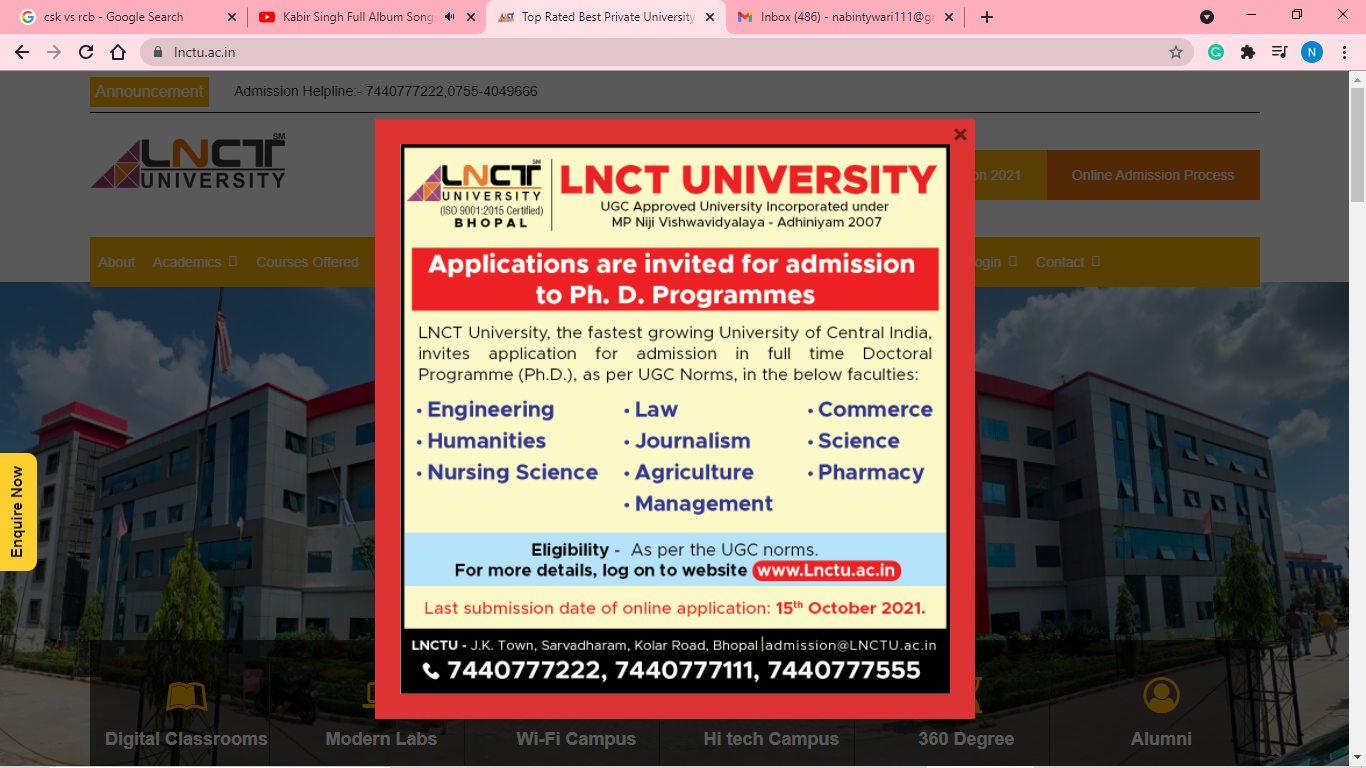 csk vs rcb - Google Search
Kabir Singh Full Album Song
Top Rated Best Private University
Inbox (486) - nabintywari111@g
lnctu.ac.in
N
Announcement
Admission Helpline:- 7440777222,0755-4049666
LNCT SM
UNIVERSITY
on 2021
Online Admission Process
About Academics Courses Offered
ogin Contact
LNCT SM
UNIVERSITY
(ISO 9001:2015 Certified)
BHOPAL
LNCT UNIVERSITY
UGC Approved University Incorporated under
MP Niji Vishwavidyalaya - Adhiniyam 2007
Applications are invited for admission
to Ph. D. Programmes
LNCT University, the fastest growing University of Central India,
invites application for admission in full time Doctoral
Programme (Ph.D.), as per UGC Norms, in the below faculties:
• Engineering • Law • Commerce
• Humanities • Journalism • Science
• Nursing Science • Agriculture • Pharmacy
• Management
Eligibility - As per the UGC norms.
For more details, log on to website www.Lnctu.ac.in
Last submission date of online application: 15th October 2021.
LNCTU - J.K. Town, Sarvadharam, Kolar Road, Bhopal|admission@LNCTU.ac.in
7440777222, 7440777111, 7440777555
Enquire Now
Digital Classrooms
Modern Labs
Wi-Fi Campus
Hi tech Campus
360 Degree
Alumni